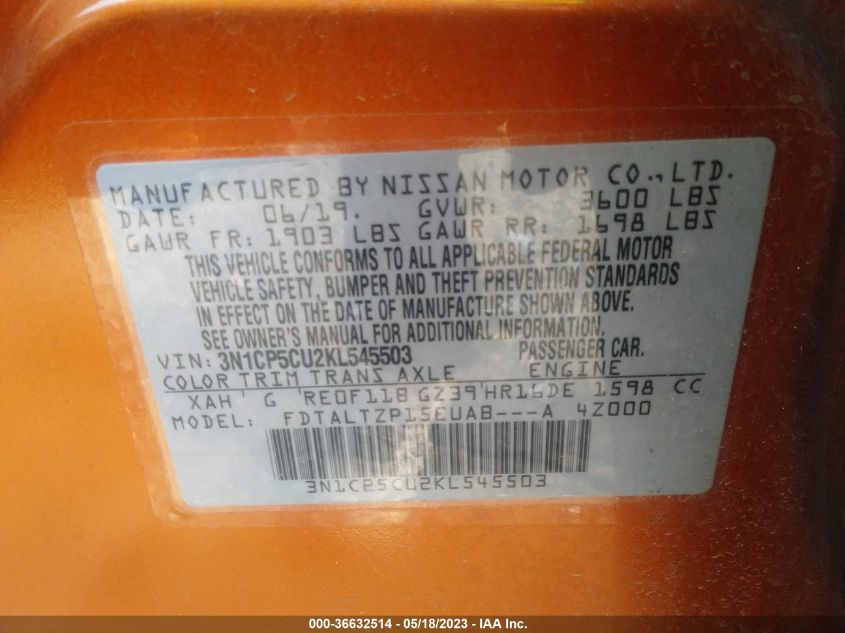 MANUFACTURED BY NISSAN MOTOR CO.,LTD.
DATE: 06/19. GVWR: 3600 LBS
GAWR FR: 1903 LBS GAWR RR: 1698 LBS
THIS VEHICLE CONFORMS TO ALL APPLICABLE FEDERAL MOTOR
VEHICLE SAFETY, BUMPER AND THEFT PREVENTION STANDARDS
IN EFFECT ON THE DATE OF MANUFACTURE SHOWN ABOVE.
SEE OWNER'S MANUAL FOR ADDITIONAL INFORMATION.
VIN: 3N1CP5CU2KL545503 PASSENGER CAR.
COLOR TRIM TRANS AXLE ENGINE
XAH G RE0F11B GZ39 HR16DE 1598 CC
MODEL: FDTALTZP15EUAB---A 4Z000
3N1CP5CU2KL545503
000-36632514 - 05/18/2023 - IAA Inc.